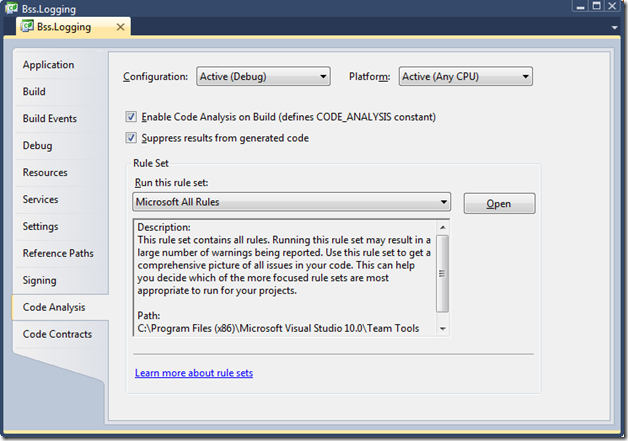 Bss.Logging
Bss.Logging
Application
Build
Build Events
Debug
Resources
Services
Settings
Reference Paths
Signing
Code Analysis
Code Contracts
Configuration: Active (Debug) Platform: Active (Any CPU)
Enable Code Analysis on Build (defines CODE_ANALYSIS constant)
Suppress results from generated code
Rule Set
Run this rule set:
Microsoft All Rules Open
Description:
This rule set contains all rules. Running this rule set may result in a
large number of warnings being reported. Use this rule set to get a
comprehensive picture of all issues in your code. This can help
you decide which of the more focused rule sets are most
appropriate to run for your projects.
Path:
C:\Program Files (x86)\Microsoft Visual Studio 10.0\Team Tools
Learn more about rule sets